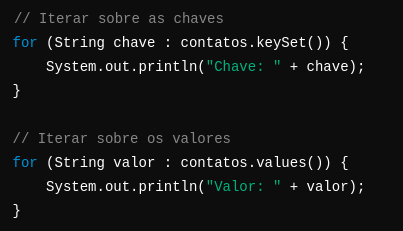 // Iterar sobre as chaves
for (String chave : contatos.keySet()) {
    System.out.println("Chave: " + chave);
}

// Iterar sobre os valores
for (String valor : contatos.values()) {
    System.out.println("Valor: " + valor);
}